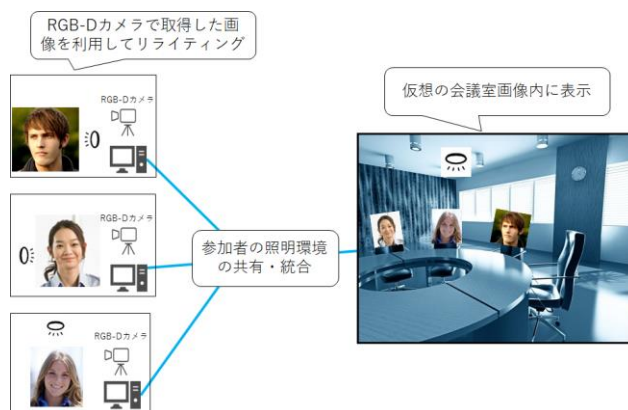 RGB-Dカメラで取得した画
像を利用してリライティング
RGB-Dカメラ
RGB-Dカメラ
RGB-Dカメラ
参加者の照明環境
の共有・統合
仮想の会議室画像内に表示